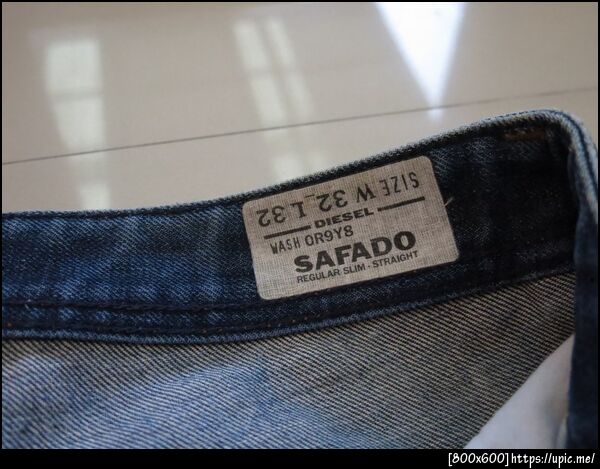 SIZE W 32 L 32
DIESEL
WASH 0R9Y8
SAFADO
REGULAR SLIM - STRAIGHT
[800x600]https://upic.me/